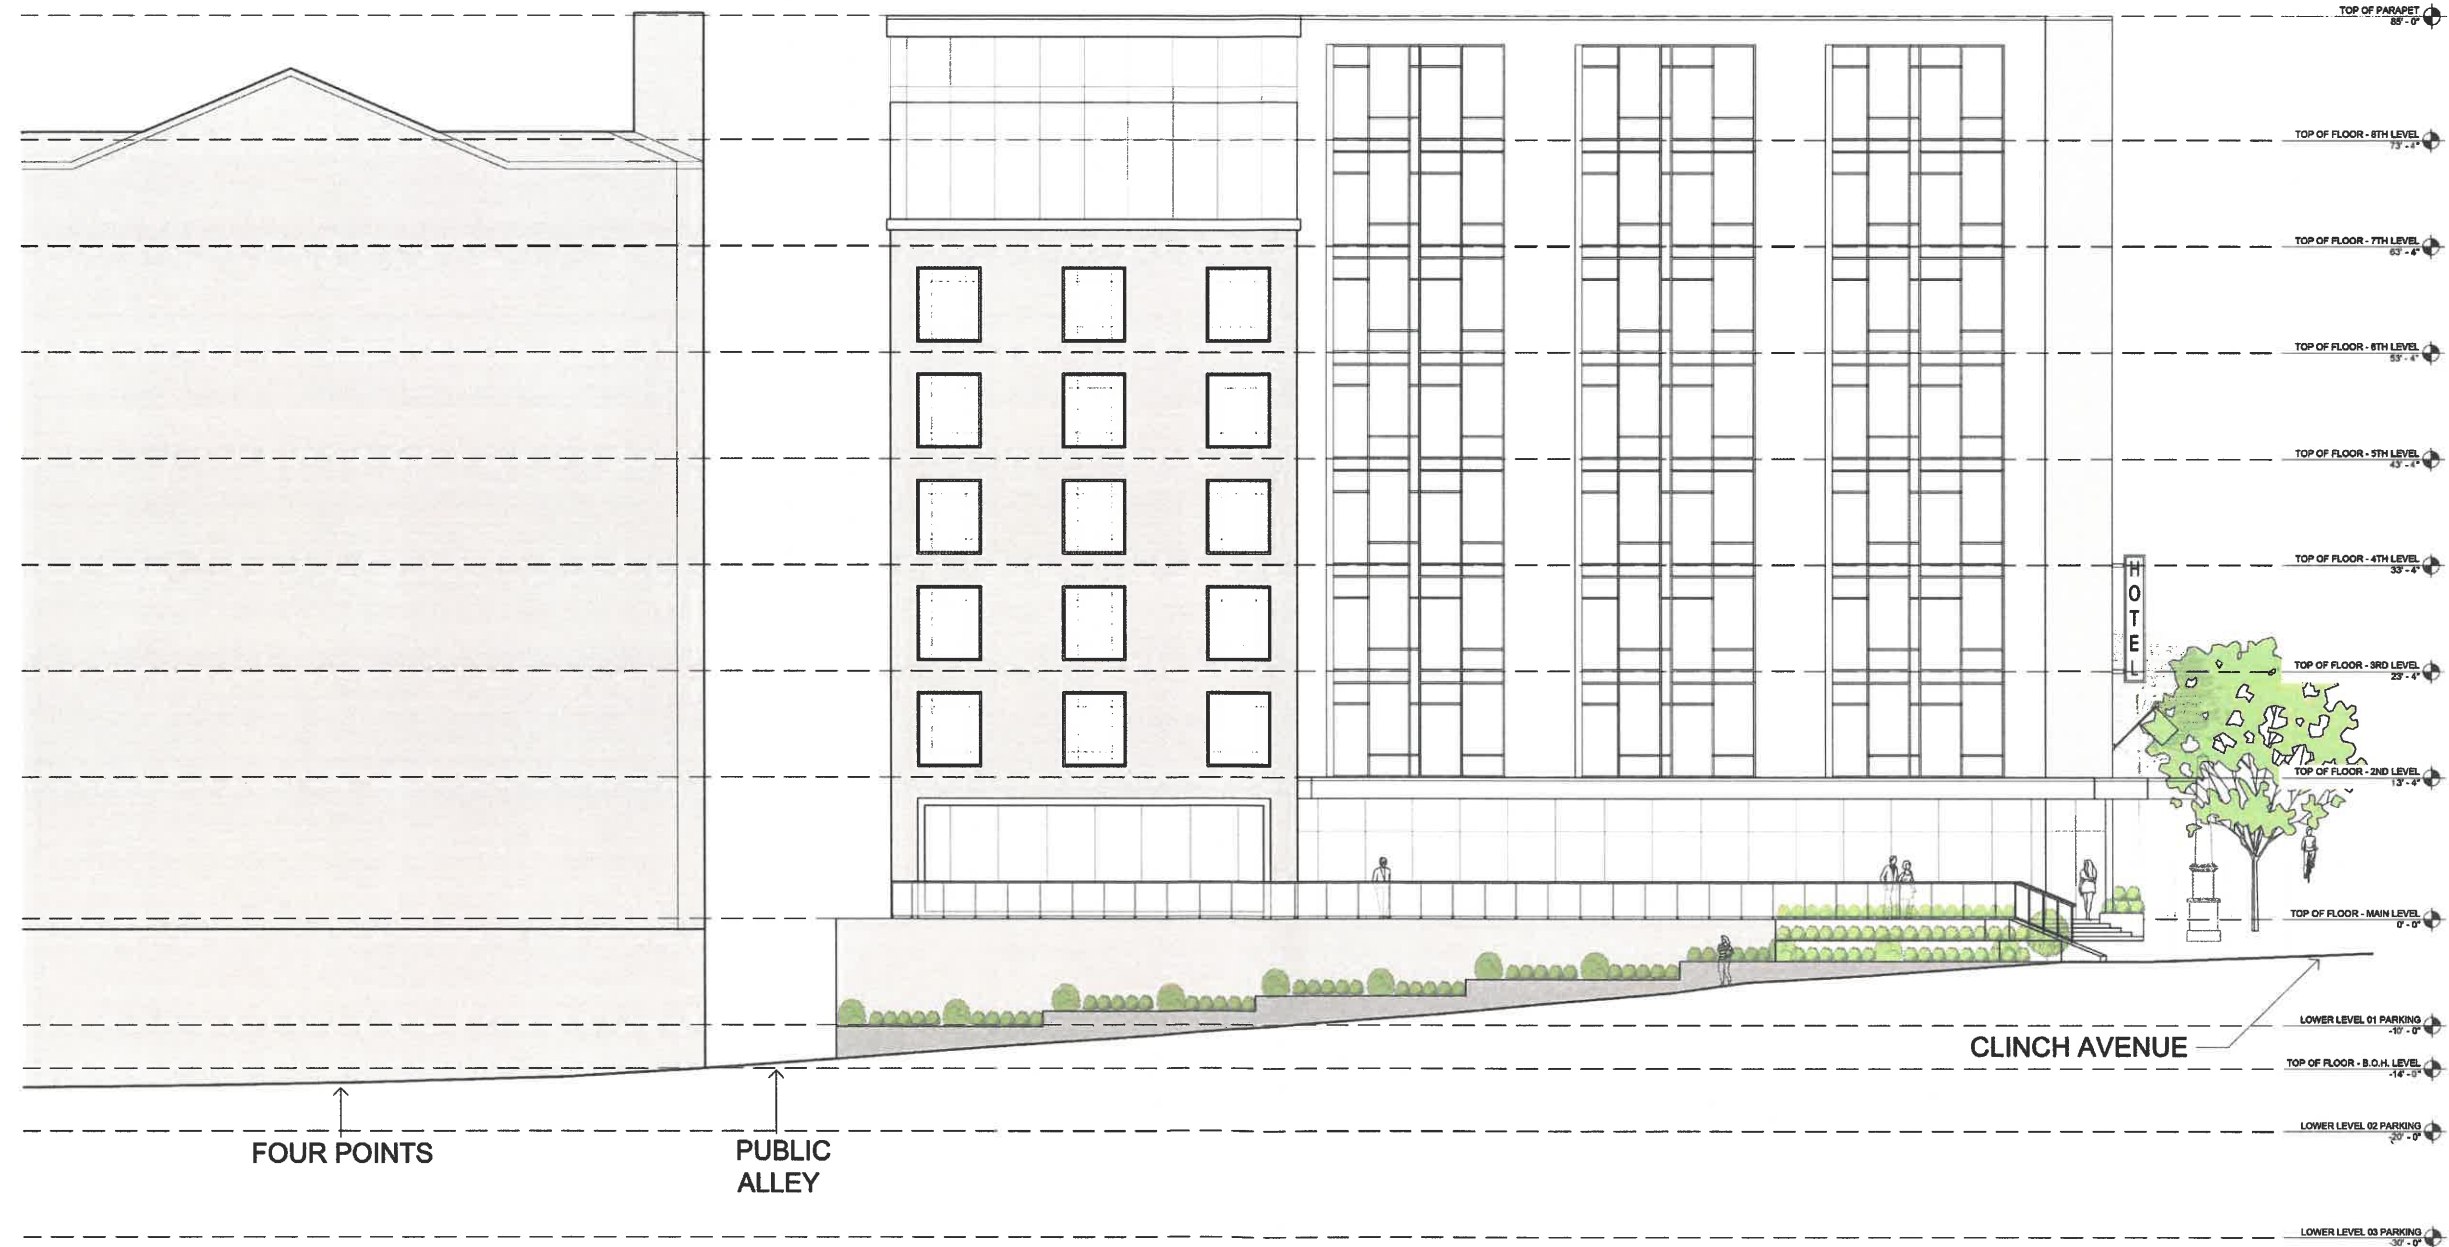 TOP OF PARAPET
85' - 0"
TOP OF FLOOR - 8TH LEVEL
73' - 4"
TOP OF FLOOR - 7TH LEVEL
63' - 4"
TOP OF FLOOR - 6TH LEVEL
53' - 4"
TOP OF FLOOR - 5TH LEVEL
43' - 4"
TOP OF FLOOR - 4TH LEVEL
33' - 4"
H
O
T
E
L
TOP OF FLOOR - 3RD LEVEL
23' - 4"
TOP OF FLOOR - 2ND LEVEL
13' - 4"
TOP OF FLOOR - MAIN LEVEL
0' - 0"
LOWER LEVEL 01 PARKING
-10' - 0"
CLINCH AVENUE
TOP OF FLOOR - B.O.H. LEVEL
-14' - 0"
LOWER LEVEL 02 PARKING
-20' - 0"
FOUR POINTS
PUBLIC
ALLEY
LOWER LEVEL 03 PARKING
-30' - 0"